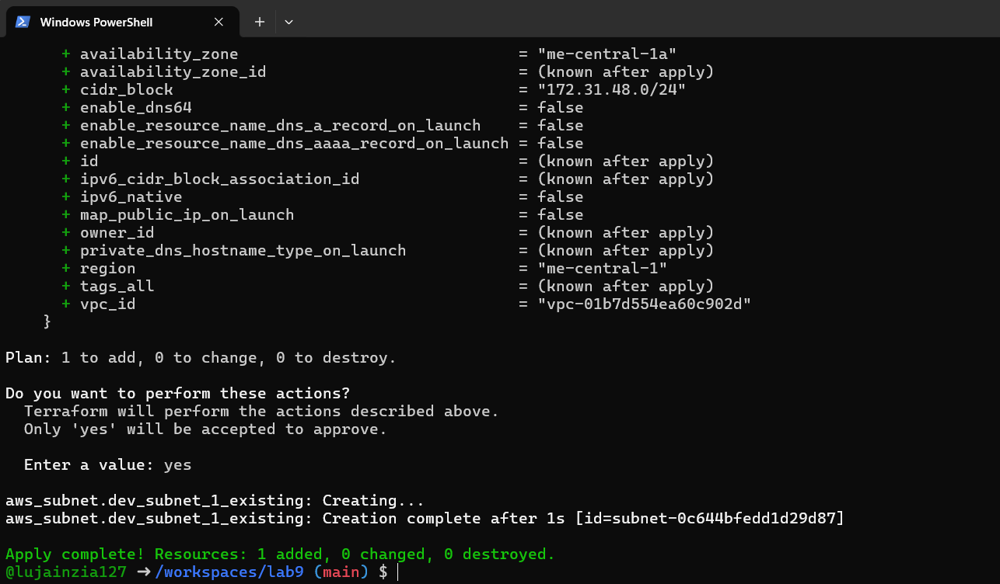 Windows PowerShell
+ availability_zone = "me-central-1a"
+ availability_zone_id = (known after apply)
+ cidr_block = "172.31.48.0/24"
+ enable_dns64 = false
+ enable_resource_name_dns_a_record_on_launch = false
+ enable_resource_name_dns_aaaa_record_on_launch = false
+ id = (known after apply)
+ ipv6_cidr_block_association_id = (known after apply)
+ ipv6_native = false
+ map_public_ip_on_launch = false
+ owner_id = (known after apply)
+ private_dns_hostname_type_on_launch = (known after apply)
+ region = "me-central-1"
+ tags_all = (known after apply)
+ vpc_id = "vpc-01b7d554ea60c902d"
}
Plan: 1 to add, 0 to change, 0 to destroy.
Do you want to perform these actions?
Terraform will perform the actions described above.
Only 'yes' will be accepted to approve.
Enter a value: yes
aws_subnet.dev_subnet_1_existing: Creating...
aws_subnet.dev_subnet_1_existing: Creation complete after 1s [id=subnet-0c644bfedd1d29d87]
Apply complete! Resources: 1 added, 0 changed, 0 destroyed.
@lujainzia127 ➜ /workspaces/lab9 (main) $